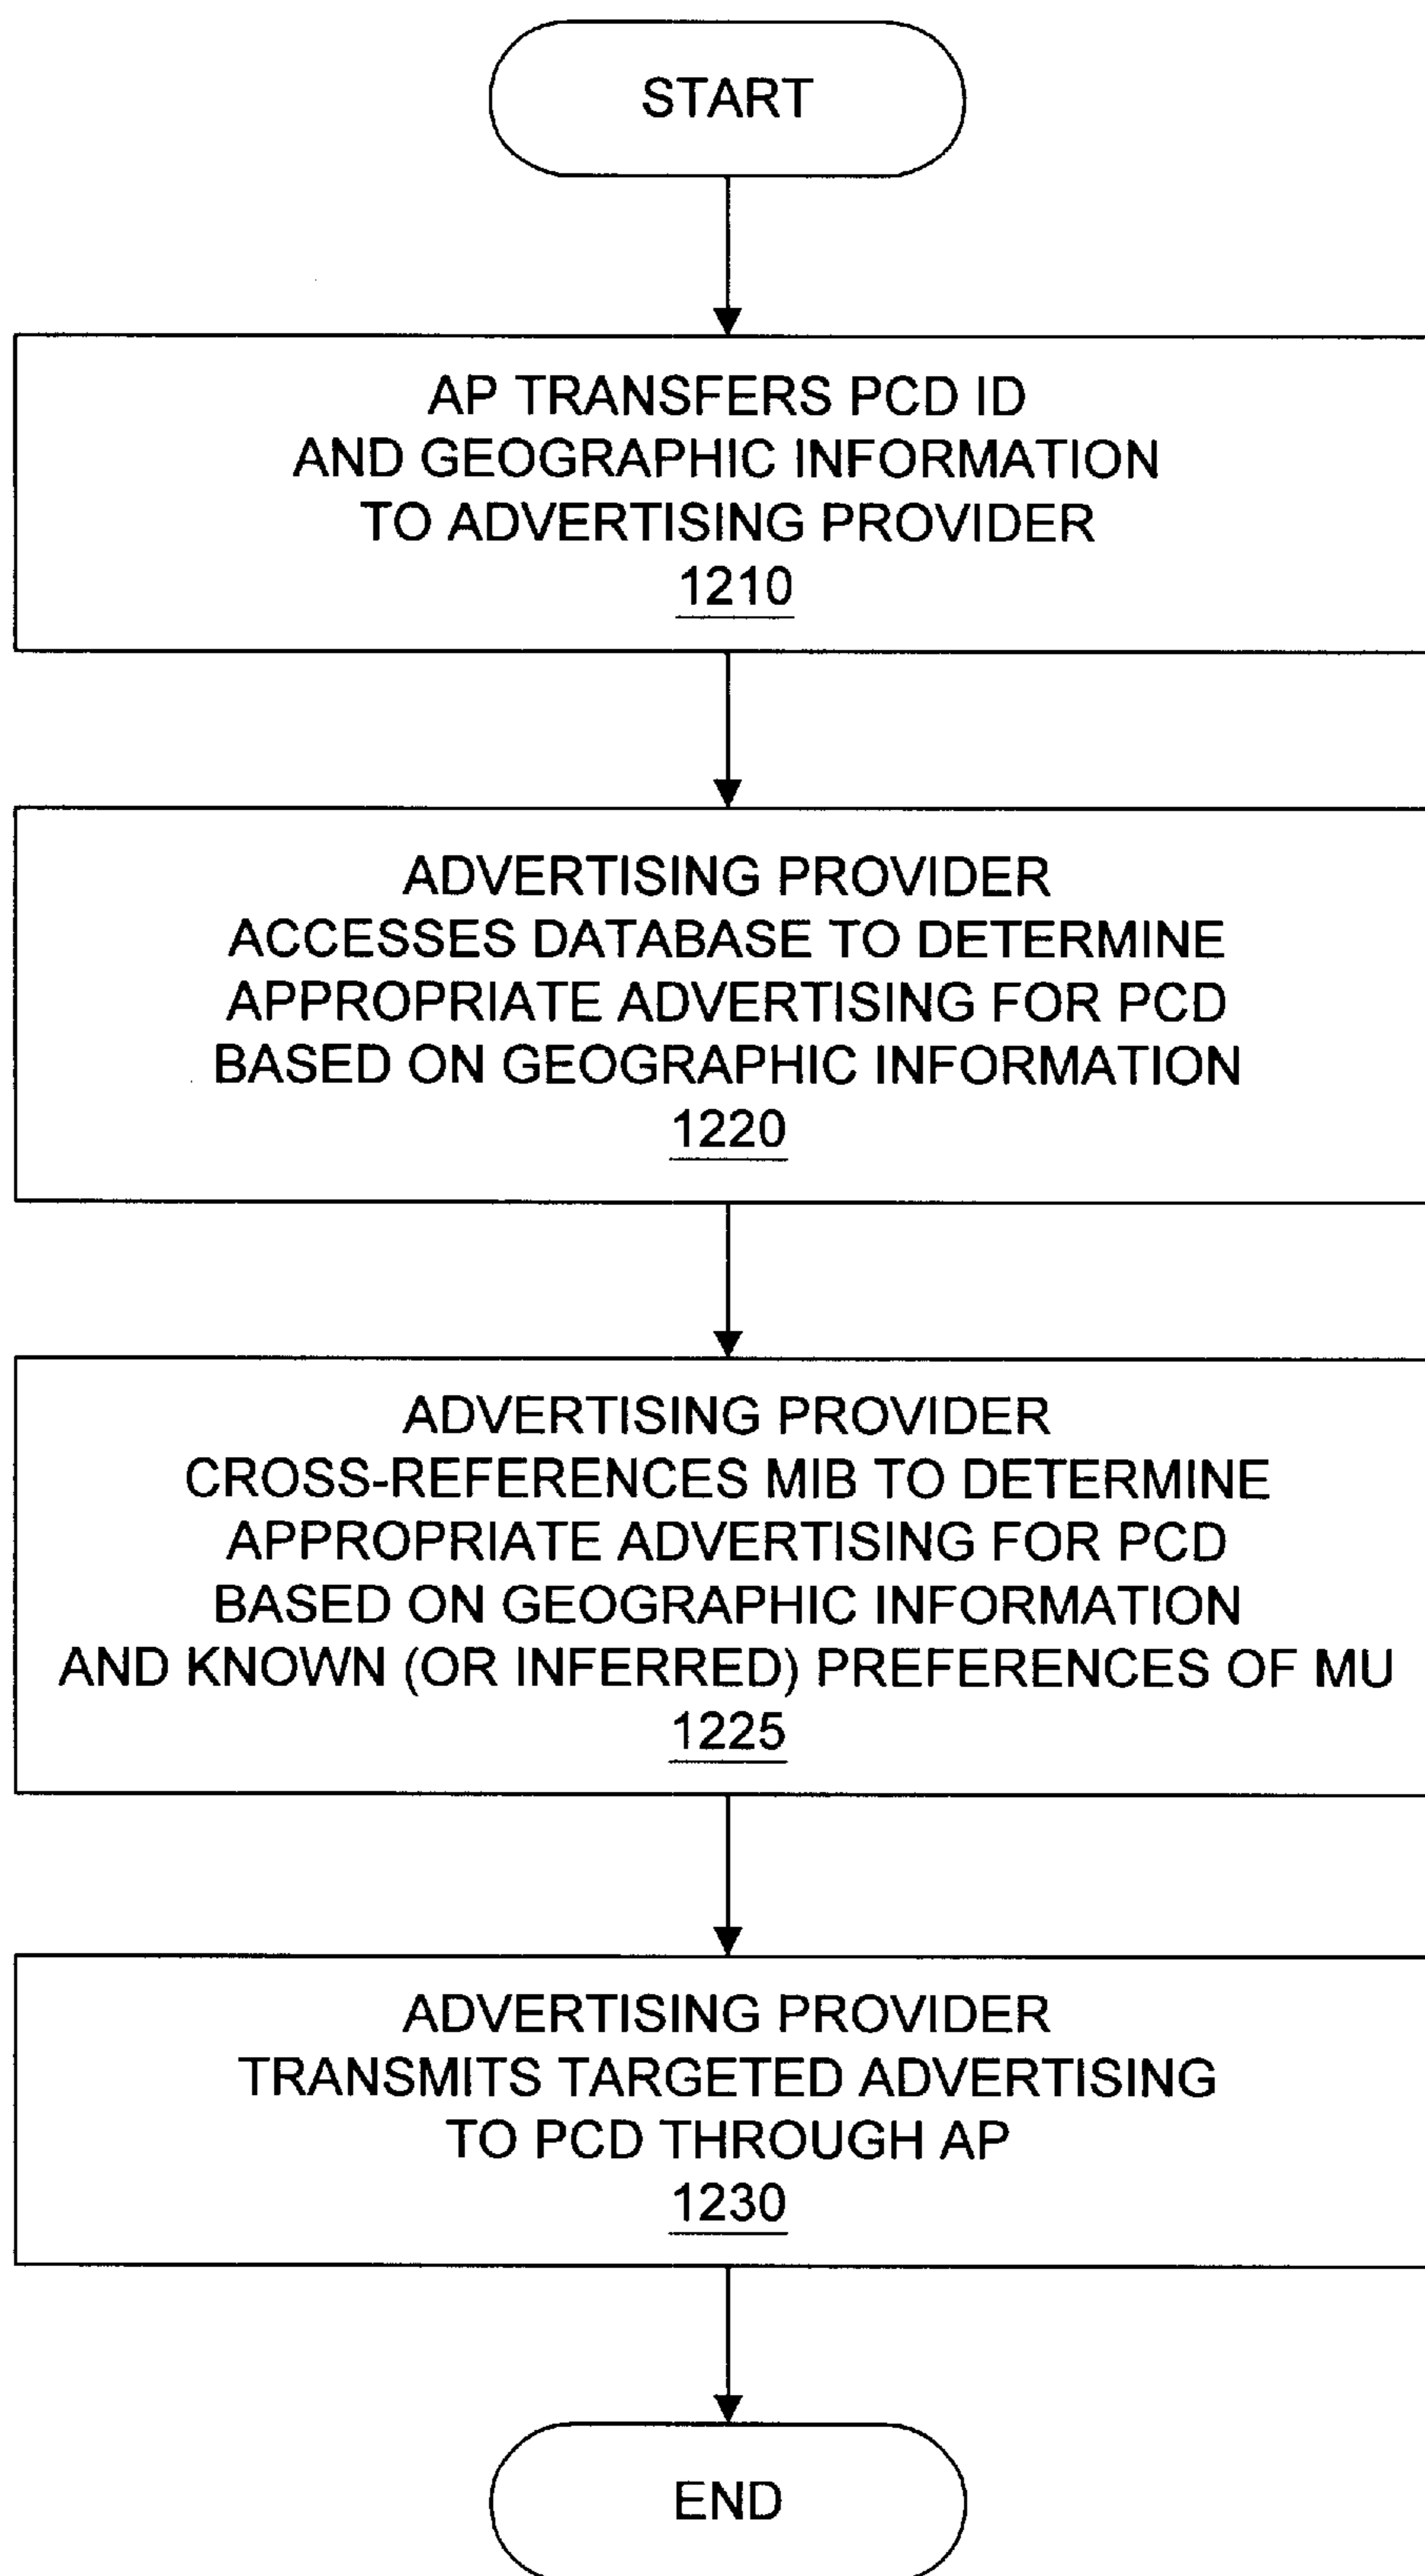 START
AP TRANSFERS PCD ID
AND GEOGRAPHIC INFORMATION
TO ADVERTISING PROVIDER
1210
ADVERTISING PROVIDER
ACCESSES DATABASE TO DETERMINE
APPROPRIATE ADVERTISING FOR PCD
BASED ON GEOGRAPHIC INFORMATION
1220
ADVERTISING PROVIDER
CROSS-REFERENCES MIB TO DETERMINE
APPROPRIATE ADVERTISING FOR PCD
BASED ON GEOGRAPHIC INFORMATION
AND KNOWN (OR INFERRED) PREFERENCES OF MU
1225
ADVERTISING PROVIDER
TRANSMITS TARGETED ADVERTISING
TO PCD THROUGH AP
1230
END